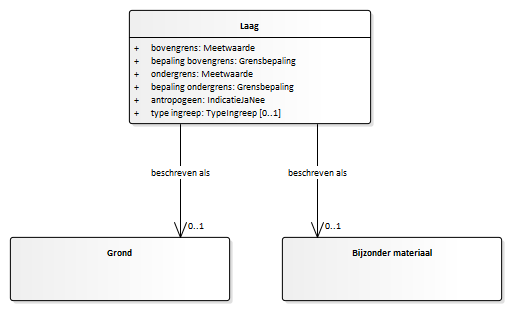 Laag
+ bovengrens: Meetwaarde
+ bepaling bovengrens: Grensbepaling
+ ondergrens: Meetwaarde
+ bepaling ondergrens: Grensbepaling
+ antropogeen: IndicatieJaNee
+ type ingreep: TypeIngreep [0..1]
beschreven als beschreven als
0..1 0..1
Grond Bijzonder materiaal